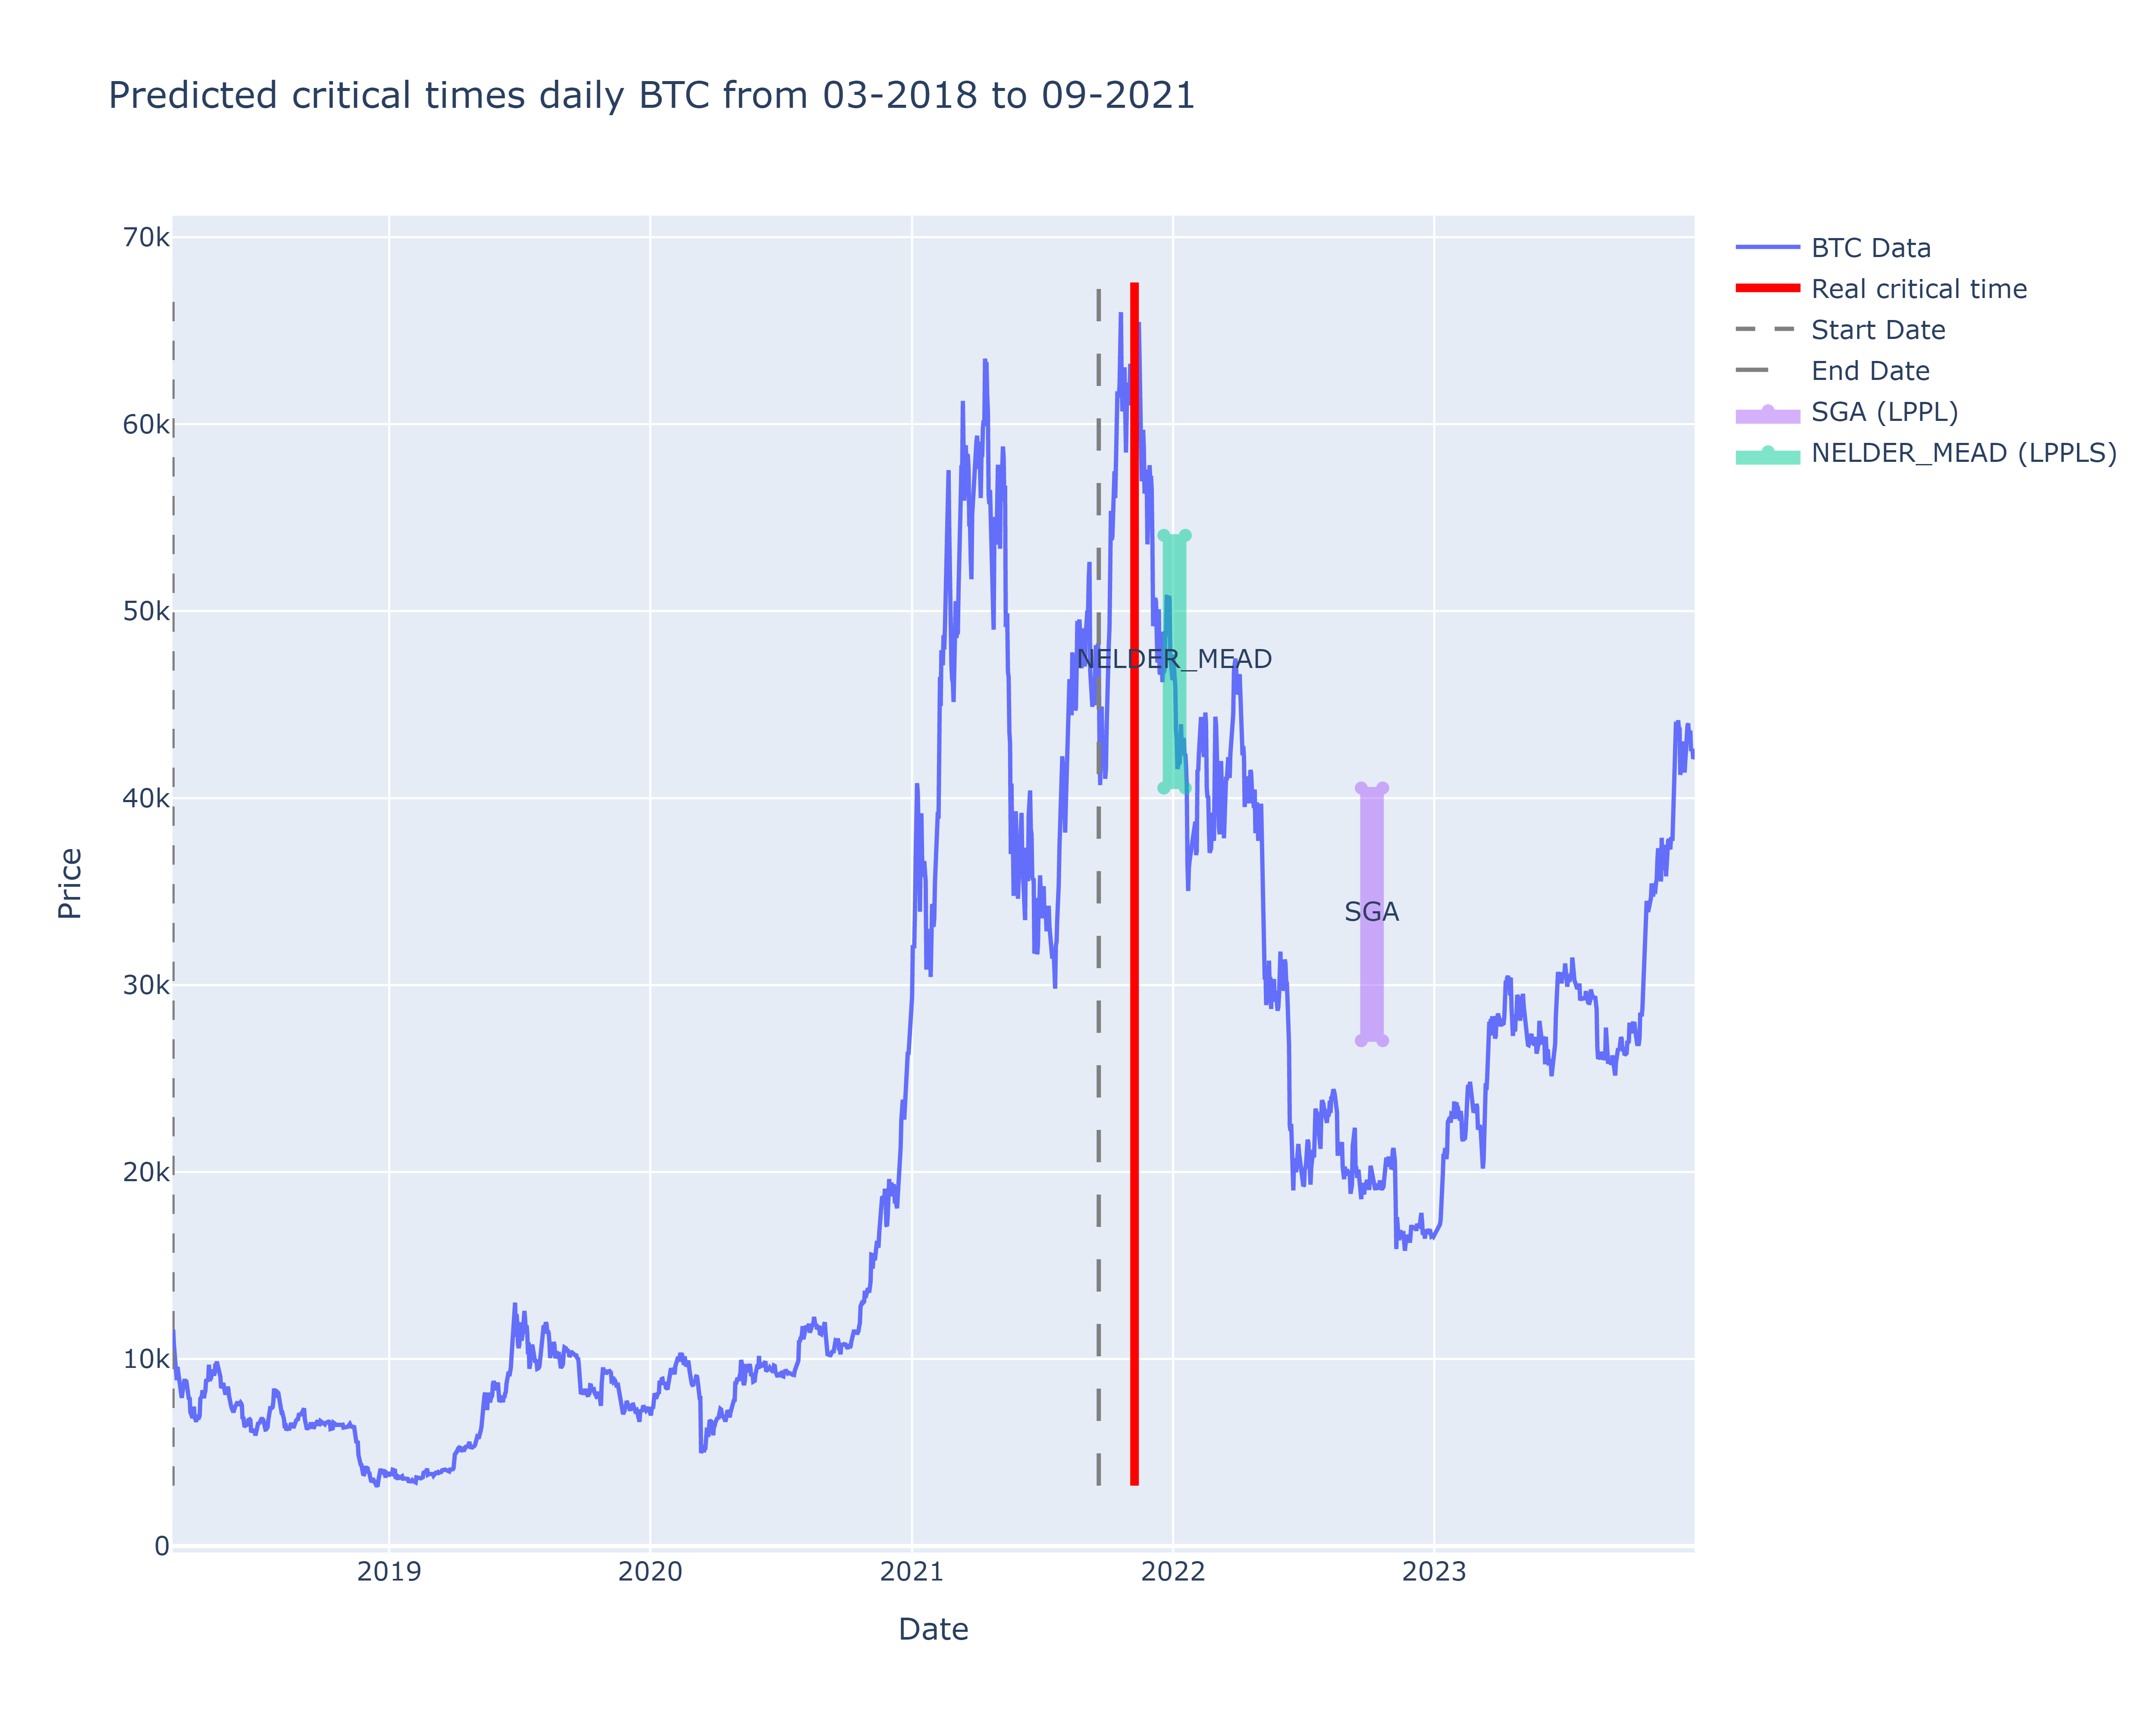 Predicted critical times daily BTC from 03-2018 to 09-2021
70k
60k
50k
40k
30k
20k
10k
0
Price
2019
2020
2021
2022
2023
Date
NELDER_MEAD
SGA
BTC Data
Real critical time
Start Date
End Date
SGA (LPPL)
NELDER_MEAD (LPPLS)